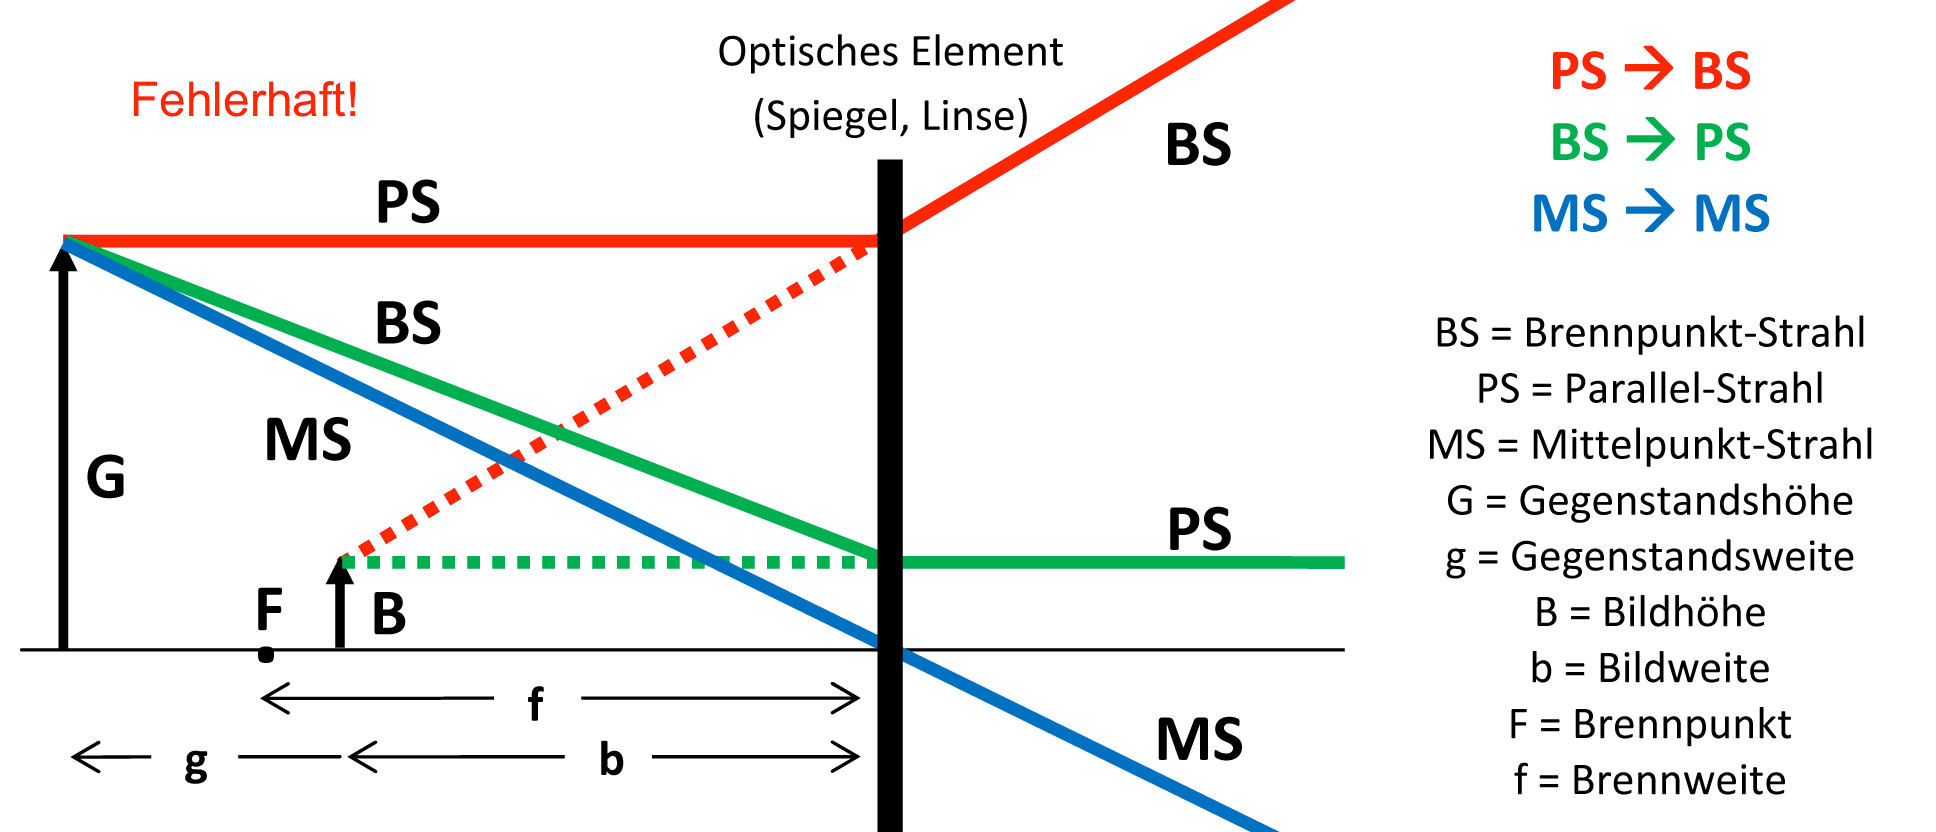 Optisches Element
(Spiegel, Linse)
Fehlerhaft!
PS
BS
MS
G
F
B
f
g
b
BS
PS
MS
PS → BS
BS → PS
MS → MS
BS = Brennpunkt-Strahl
PS = Parallel-Strahl
MS = Mittelpunkt-Strahl
G = Gegenstandshöhe
g = Gegenstandsweite
B = Bildhöhe
b = Bildweite
F = Brennpunkt
f = Brennweite